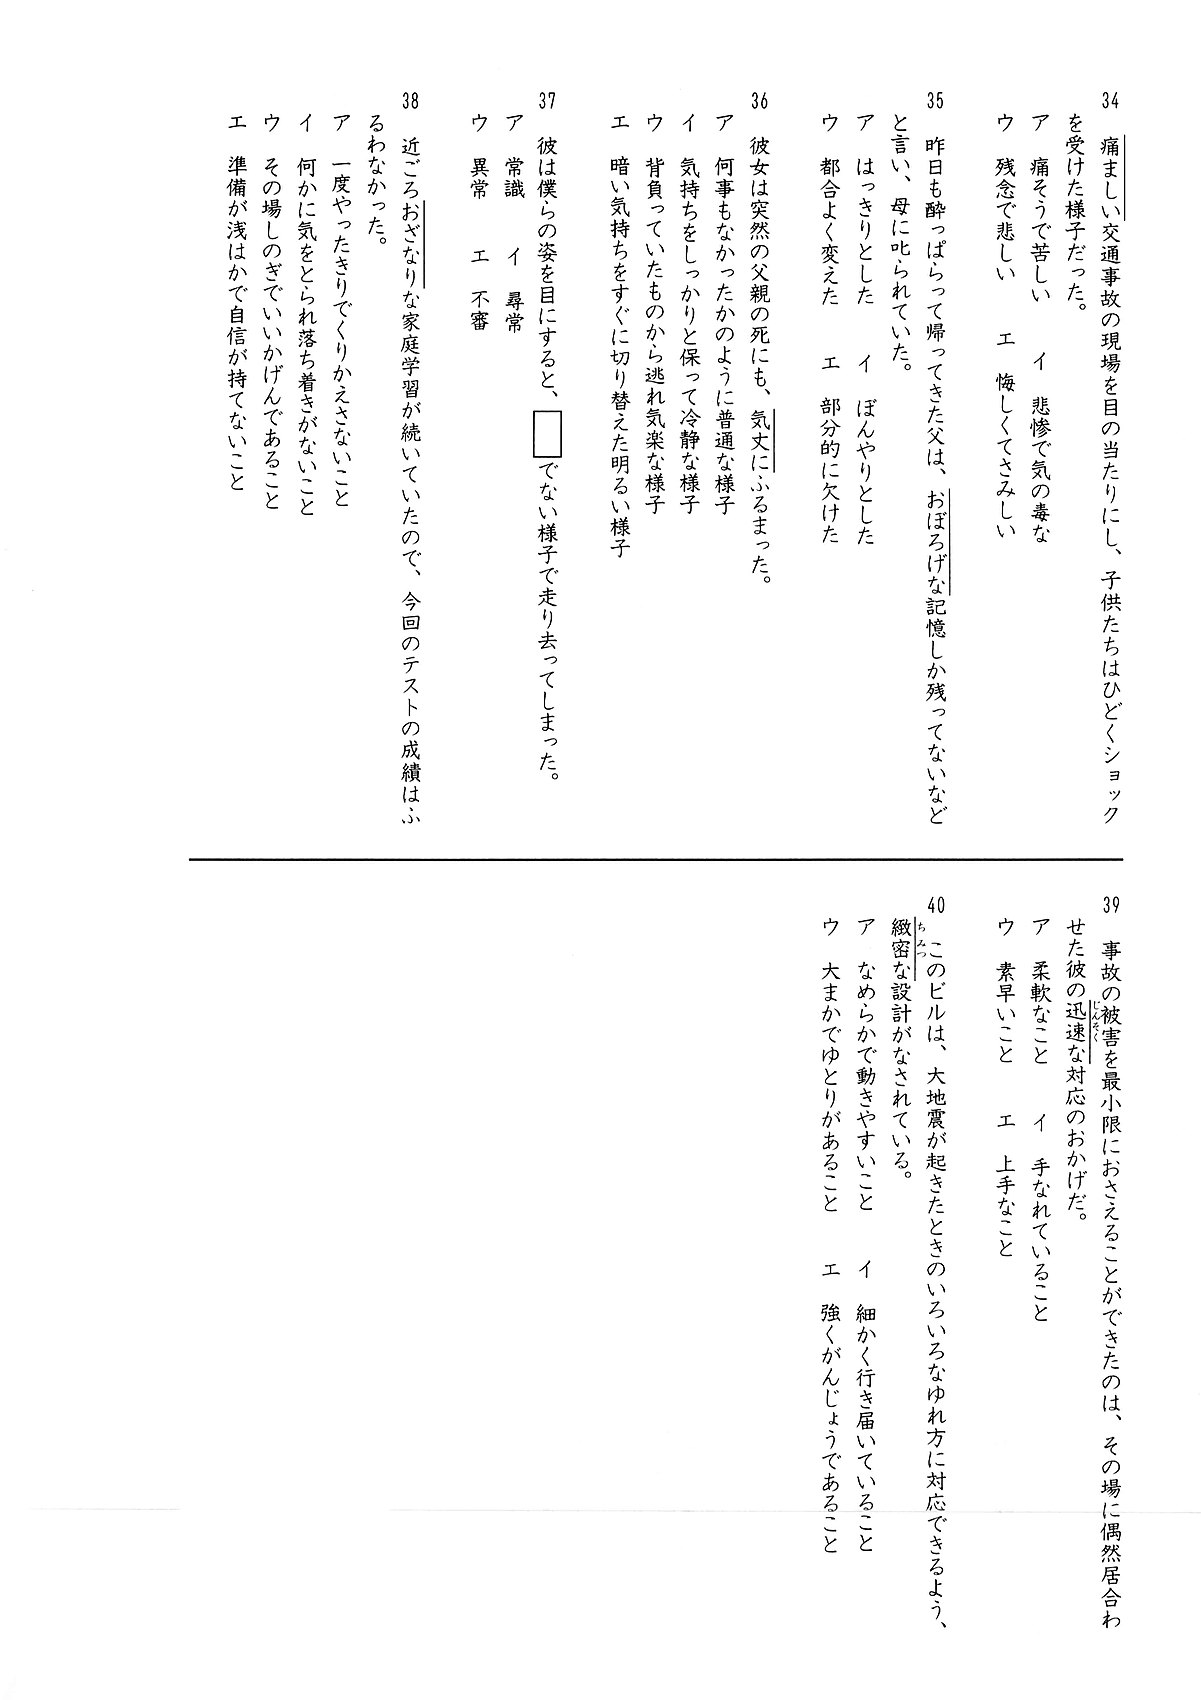 34　痛ましい交通事故の現場を目の当たりにし、子供たちはひどくショック
を受けた様子だった。
ア　痛そうで苦しい　イ　悲惨で気の毒な
ウ　残念で悲しい　エ　悔しくてさみしい
35　昨日も酔っぱらって帰ってきた父は、おぼろげな記憶しか残ってないなど
と言い、母に叱られていた。
ア　はっきりとした　イ　ぼんやりとした
ウ　都合よく変えた　エ　部分的に欠けた
36　彼女は突然の父親の死にも、気丈にふるまった。
ア　何事もなかったかのように普通な様子
イ　気持ちをしっかりと保って冷静な様子
ウ　背負っていたものから逃れ気楽な様子
エ　暗い気持ちをすぐに切り替えた明るい様子
37　彼は僕らの姿を目にすると、□でない様子で走り去ってしまった。
ア　常識　イ　尋常
ウ　異常　エ　不審
38　近ごろおざなりな家庭学習が続いていたので、今回のテストの成績はふ
るわなかった。
ア　一度やったきりでくりかえさないこと
イ　何かに気をとられ落ち着きがないこと
ウ　その場しのぎでいいかげんであること
エ　準備が浅はかで自信が持てないこと
39　事故の被害を最小限におさえることができたのは、その場に偶然居合わ
せた彼の迅速な対応のおかげだ。
じんそく
ア　柔軟なこと　イ　手なれていること
ウ　素早いこと　エ　上手なこと
40　このビルは、大地震が起きたときのいろいろなゆれ方に対応できるよう、
緻密な設計がなされている。
ちみつ
ア　なめらかで動きやすいこと　イ　細かく行き届いていること
ウ　大まかでゆとりがあること　エ　強くがんじょうであること